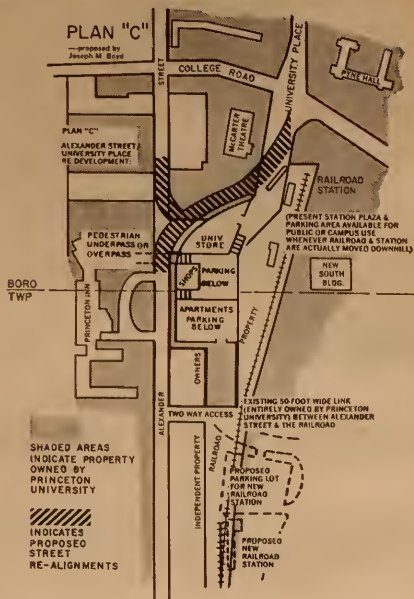 PLAN "C"
—proposed by
Joseph M. Boyd
STREET
COLLEGE ROAD
UNIVERSITY PLACE
PYNE HALL
PLAN "C"
ALEXANDER STREET/
UNIVERSITY PLACE
RE DEVELOPMENT:
McCARTER
THEATRE
RAILROAD
STATION
(PRESENT STATION PLAZA &
PARKING AREA AVAILABLE FOR
PUBLIC OR CAMPUS USE
WHENEVER RAILROAD & STATION
ARE ACTUALLY MOVED DOWNHILL)
PEDESTRIAN
UNDERPASS OR
OVERPASS
UNIV
STORE
SHOPS
PARKING
BELOW
NEW
SOUTH
BLDG.
BORO
TWP
PRINCETON INN
APARTMENTS
PARKING
BELOW
PROPERTY
OWNERS
EXISTING 50-FOOT WIDE LINK
(ENTIRELY OWNED BY PRINCETON
UNIVERSITY) BETWEEN ALEXANDER
STREET & THE RAILROAD
TWO WAY ACCESS
ALEXANDER
INDEPENDENT PROPERTY
RAILROAD
PROPOSED
PARKING LOT
FOR NEW
RAILROAD
STATION
PROPOSED
NEW
RAILROAD
STATION
SHADED AREAS
INDICATE PROPERTY
OWNED BY
PRINCETON
UNIVERSITY
INDICATES
PROPOSED
STREET
RE-ALIGNMENTS